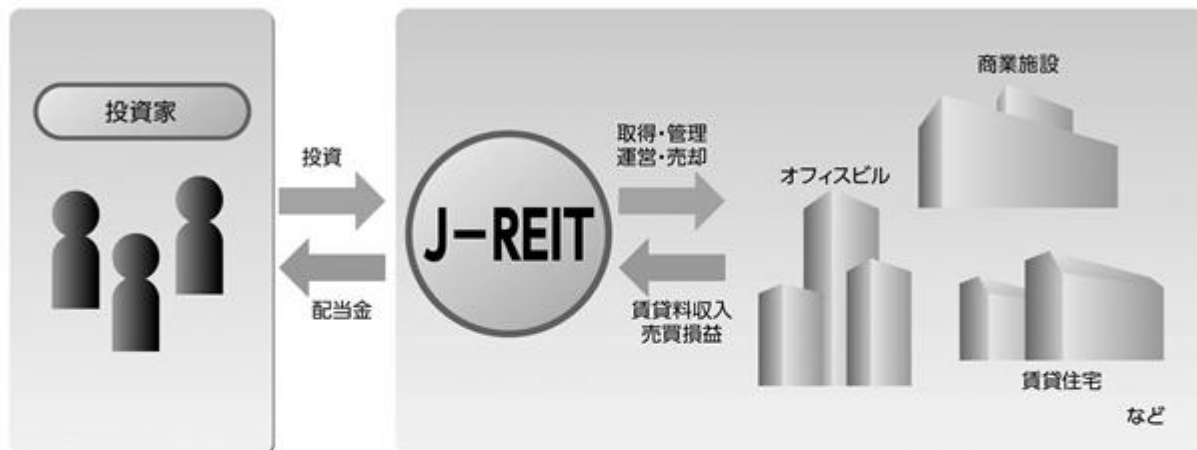 投資家
投資
配当金
J-REIT
取得・管理
運営・売却
賃貸料収入
売買損益
商業施設
オフィスビル
賃貸住宅
など